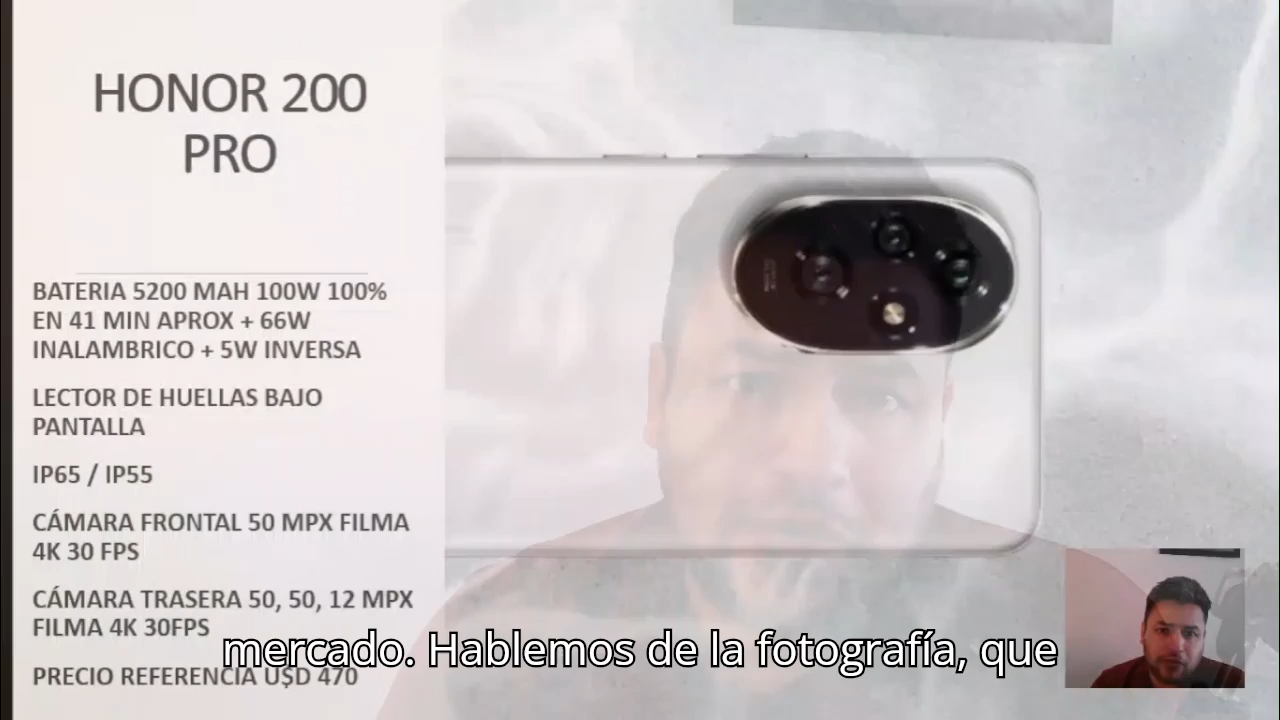 HONOR 200
PRO
BATERIA 5200 MAH 100W 100%
EN 41 MIN APROX + 66W
INALAMBRICO + 5W INVERSA
LECTOR DE HUELLAS BAJO
PANTALLA
IP65 / IP55
CÁMARA FRONTAL 50 MPX FILMA
4K 30 FPS
CÁMARA TRASERA 50, 50, 12 MPX
FILMA 4K 30FPS
mercado. Hablemos de la fotografía, que
PRECIO REFERENCIA U$D 470